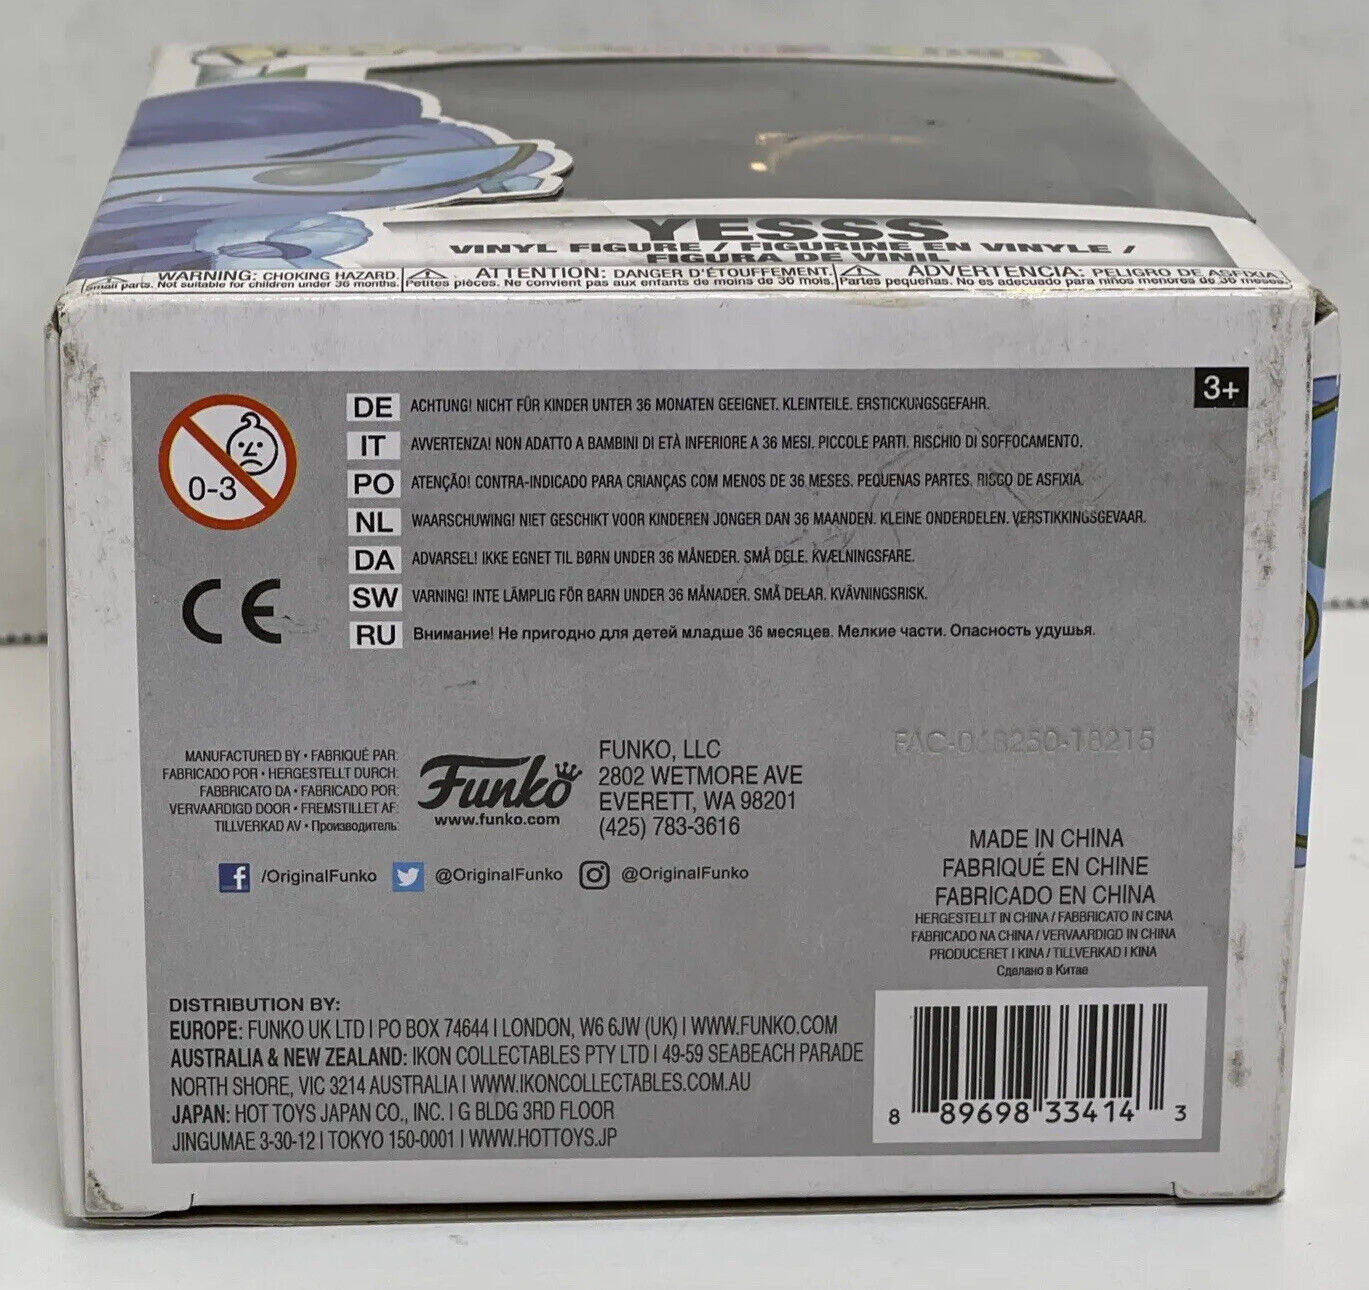 YESSS
VINYL FIGURE / FIGURINE EN VINYLE /
FIGURA DE VINIL
WARNING: CHOKING HAZARD.
Small parts. Not suitable for children under 36 months.
ATTENTION: DANGER D'ÉTOUFFEMENT.
Petites pièces. Ne convient pas aux enfants de moins de 36 mois.
ADVERTENCIA: PELIGRO DE ASFIXIA.
Partes pequeñas. No es adecuado para niños menores de 36 meses.
3+
0-3
DE ACHTUNG! NICHT FÜR KINDER UNTER 36 MONATEN GEEIGNET. KLEINTEILE. ERSTICKUNGSGEFAHR.
IT AVVERTENZA! NON ADATTO A BAMBINI DI ETÀ INFERIORE A 36 MESI. PICCOLE PARTI. RISCHIO DI SOFFOCAMENTO.
PO ATENÇÃO! CONTRA-INDICADO PARA CRIANÇAS COM MENOS DE 36 MESES. PEQUENAS PARTES. RISCO DE ASFIXIA.
NL WAARSCHUWING! NIET GESCHIKT VOOR KINDEREN JONGER DAN 36 MAANDEN. KLEINE ONDERDELEN. VERSTIKKINGSGEVAAR.
DA ADVARSEL! IKKE EGNET TIL BØRN UNDER 36 MÅNEDER. SMÅ DELE. KVÆLNINGSFARE.
SW VARNING! INTE LÄMPLIG FÖR BARN UNDER 36 MÅNADER. SMÅ DELAR. KVÄVNINGSRISK.
RU Внимание! Не пригодно для детей младше 36 месяцев. Мелкие части. Опасность удушья.
CE
MANUFACTURED BY • FABRIQUÉ PAR:
FABRICADO POR • HERGESTELLT DURCH:
FABBRICATO DA • FABRICADO POR:
VERVAARDIGD DOOR • FREMSTILLET AF:
TILLVERKAD AV • Производитель:
Funko
www.funko.com
FUNKO, LLC
2802 WETMORE AVE
EVERETT, WA 98201
(425) 783-3616
/OriginalFunko @OriginalFunko @OriginalFunko
MADE IN CHINA
FABRIQUÉ EN CHINE
FABRICADO EN CHINA
HERGESTELLT IN CHINA / FABBRICATO IN CINA
FABRICADO NA CHINA / VERVAARDIGD IN CHINA
PRODUCERET I KINA / TILLVERKAD I KINA
Сделано в Китае
DISTRIBUTION BY:
EUROPE: FUNKO UK LTD | PO BOX 74644 | LONDON, W6 6JW (UK) | WWW.FUNKO.COM
AUSTRALIA & NEW ZEALAND: IKON COLLECTABLES PTY LTD | 49-59 SEABEACH PARADE
NORTH SHORE, VIC 3214 AUSTRALIA | WWW.IKONCOLLECTABLES.COM.AU
JAPAN: HOT TOYS JAPAN CO., INC. | G BLDG 3RD FLOOR
JINGUMAE 3-30-12 | TOKYO 150-0001 | WWW.HOTTOYS.JP
8 89698 33414 3